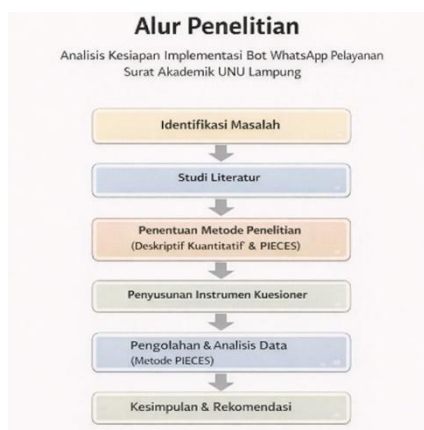 Alur Penelitian
Analisis Kesiapan Implementasi Bot WhatsApp Pelayanan
Surat Akademik UNU Lampung
Identifikasi Masalah
Studi Literatur
Penentuan Metode Penelitian
(Deskriptif Kuantitatif & PIECES)
Penyusunan Instrumen Kuesioner
Pengolahan & Analisis Data
(Metode PIECES)
Kesimpulan & Rekomendasi